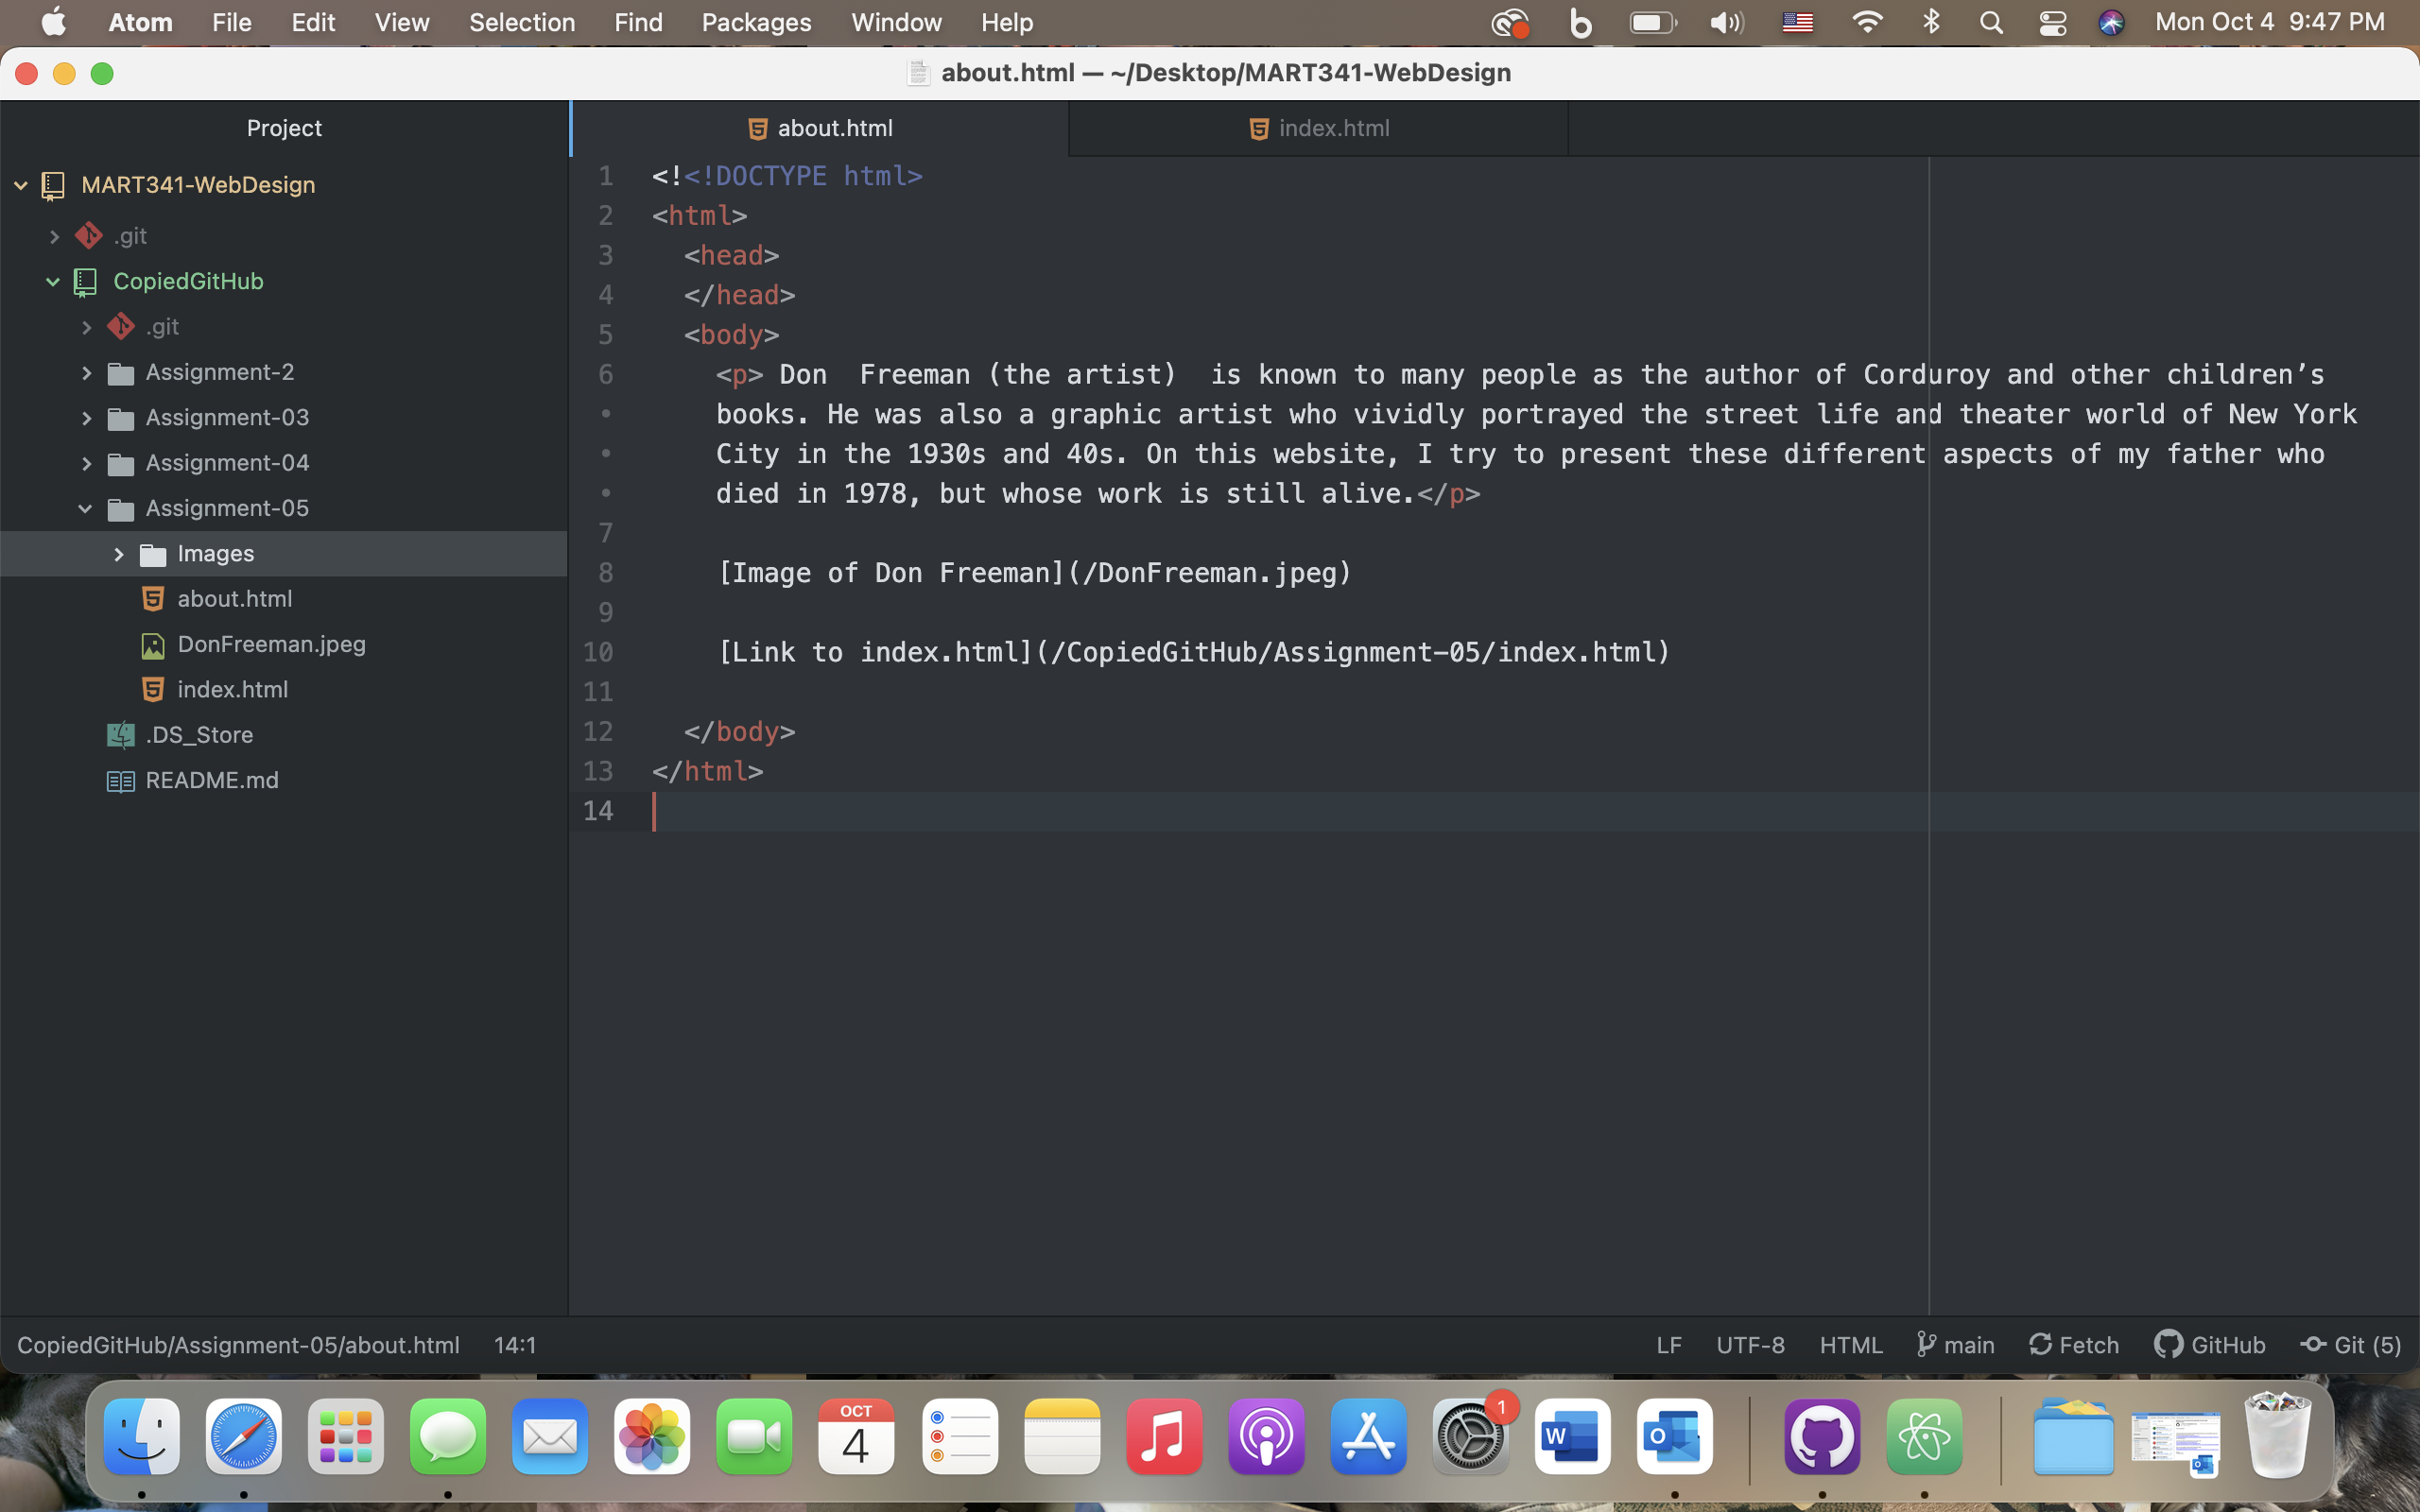 Atom File Edit View Selection Find Packages Window Help Mon Oct 4 9:47 PM
about.html — ~/Desktop/MART341-WebDesign
Project
MART341-WebDesign
.git
CopiedGitHub
.git
Assignment-2
Assignment-03
Assignment-04
Assignment-05
Images
about.html
DonFreeman.jpeg
index.html
.DS_Store
README.md
about.html index.html
1 <!<!DOCTYPE html>
2 <html>
3 <head>
4 </head>
5 <body>
6 <p> Don  Freeman (the artist)  is known to many people as the author of Corduroy and other children’s
• books. He was also a graphic artist who vividly portrayed the street life and theater world of New York
• City in the 1930s and 40s. On this website, I try to present these different aspects of my father who
• died in 1978, but whose work is still alive.</p>
7
8 [Image of Don Freeman](/DonFreeman.jpeg)
9
10 [Link to index.html](/CopiedGitHub/Assignment-05/index.html)
11
12 </body>
13 </html>
14
CopiedGitHub/Assignment-05/about.html 14:1 LF UTF-8 HTML main Fetch GitHub Git (5)
OCT
4
1
W
O